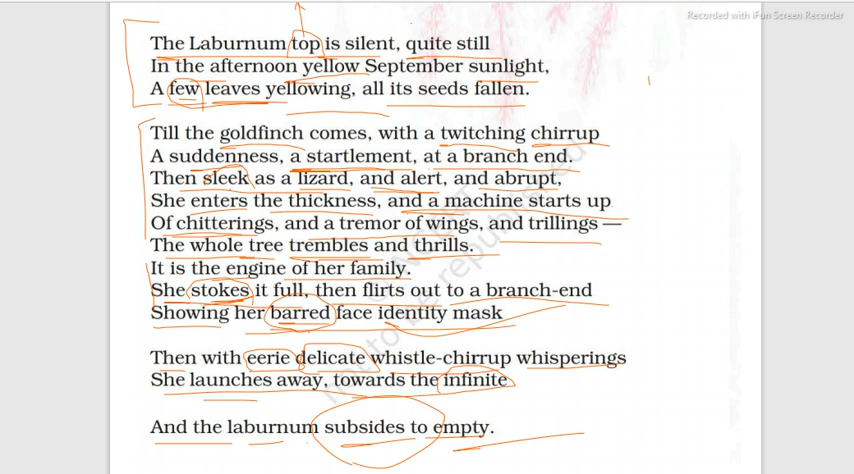 Recorded with iFun Screen Recorder
The Laburnum top is silent, quite still
In the afternoon yellow September sunlight,
A few leaves yellowing, all its seeds fallen.
Till the goldfinch comes, with a twitching chirrup
A suddenness, a startlement, at a branch end.
Then sleek as a lizard, and alert, and abrupt,
She enters the thickness, and a machine starts up
Of chitterings, and a tremor of wings, and trillings —
The whole tree trembles and thrills.
It is the engine of her family.
She stokes it full, then flirts out to a branch-end
Showing her barred face identity mask
Then with eerie delicate whistle-chirrup whisperings
She launches away, towards the infinite
And the laburnum subsides to empty.